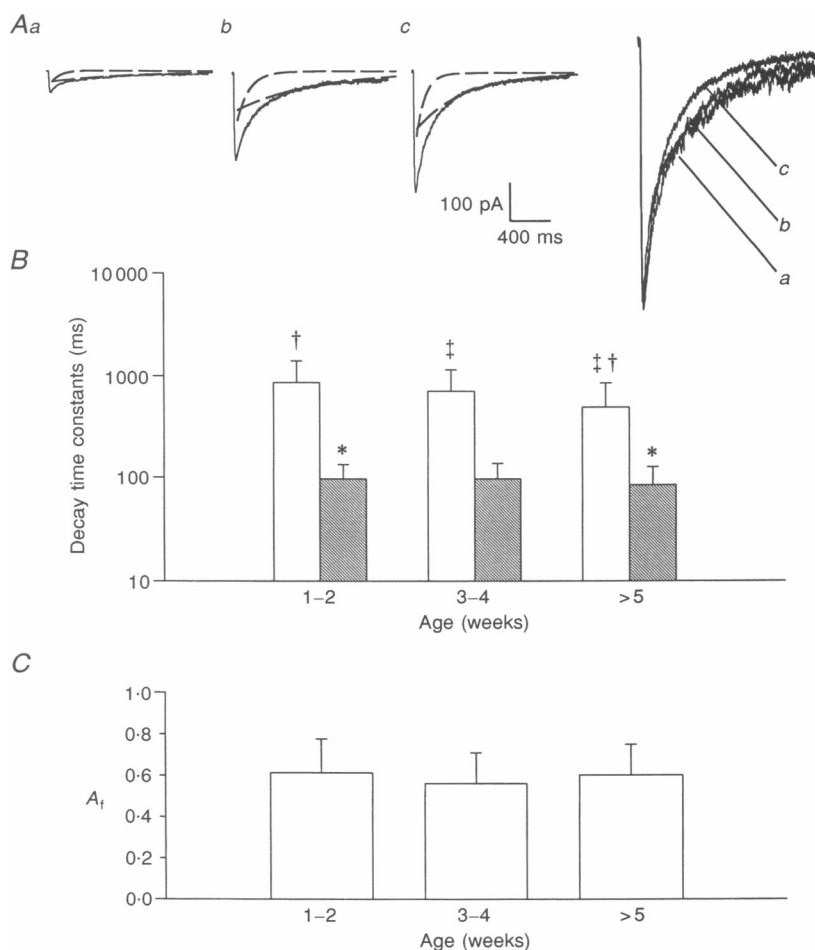 Aa
b
c
c
b
a
100 pA
400 ms
B
Decay time constants (ms)
10 000
1000
100
10
†
*
‡
‡ †
*
1–2
3–4
>5
Age (weeks)
C
Af
1·0
0·8
0·6
0·4
0·2
0·0
1–2
3–4
>5
Age (weeks)